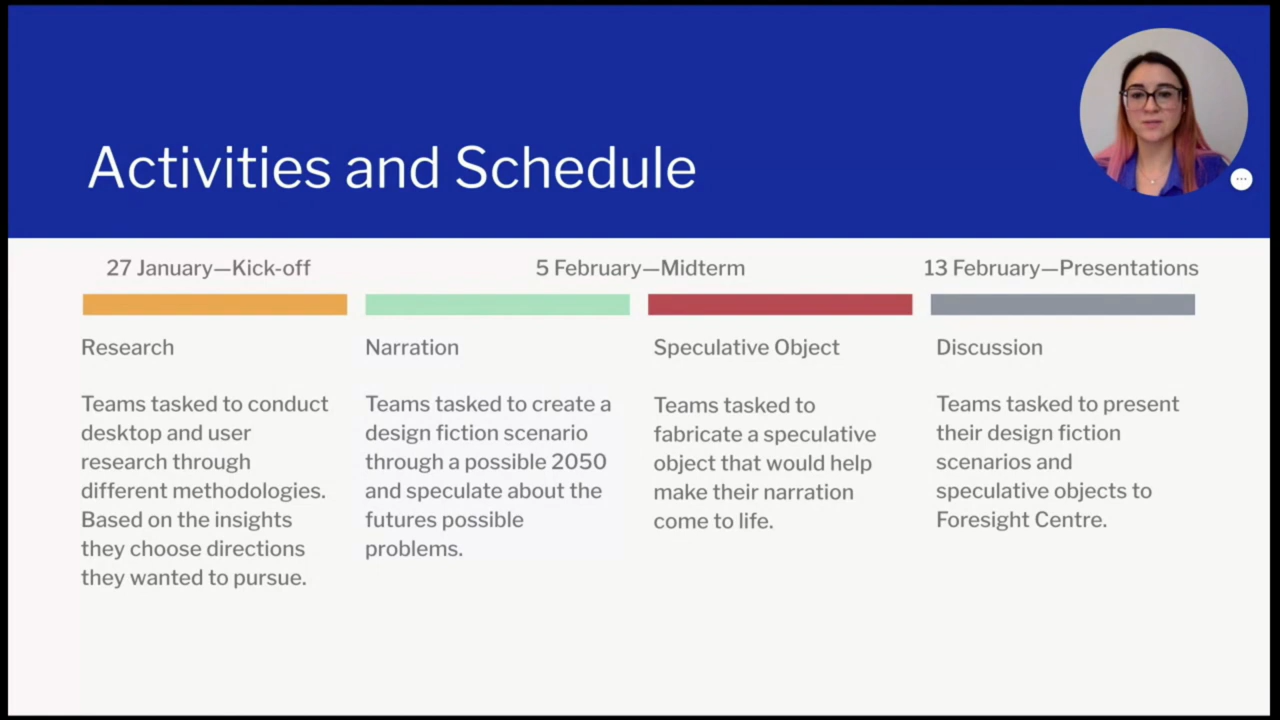 Activities and Schedule
27 January—Kick-off
5 February—Midterm
13 February—Presentations
Research
Teams tasked to conduct
desktop and user
research through
different methodologies.
Based on the insights
they choose directions
they wanted to pursue.
Narration
Teams tasked to create a
design fiction scenario
through a possible 2050
and speculate about the
futures possible
problems.
Speculative Object
Teams tasked to
fabricate a speculative
object that would help
make their narration
come to life.
Discussion
Teams tasked to present
their design fiction
scenarios and
speculative objects to
Foresight Centre.